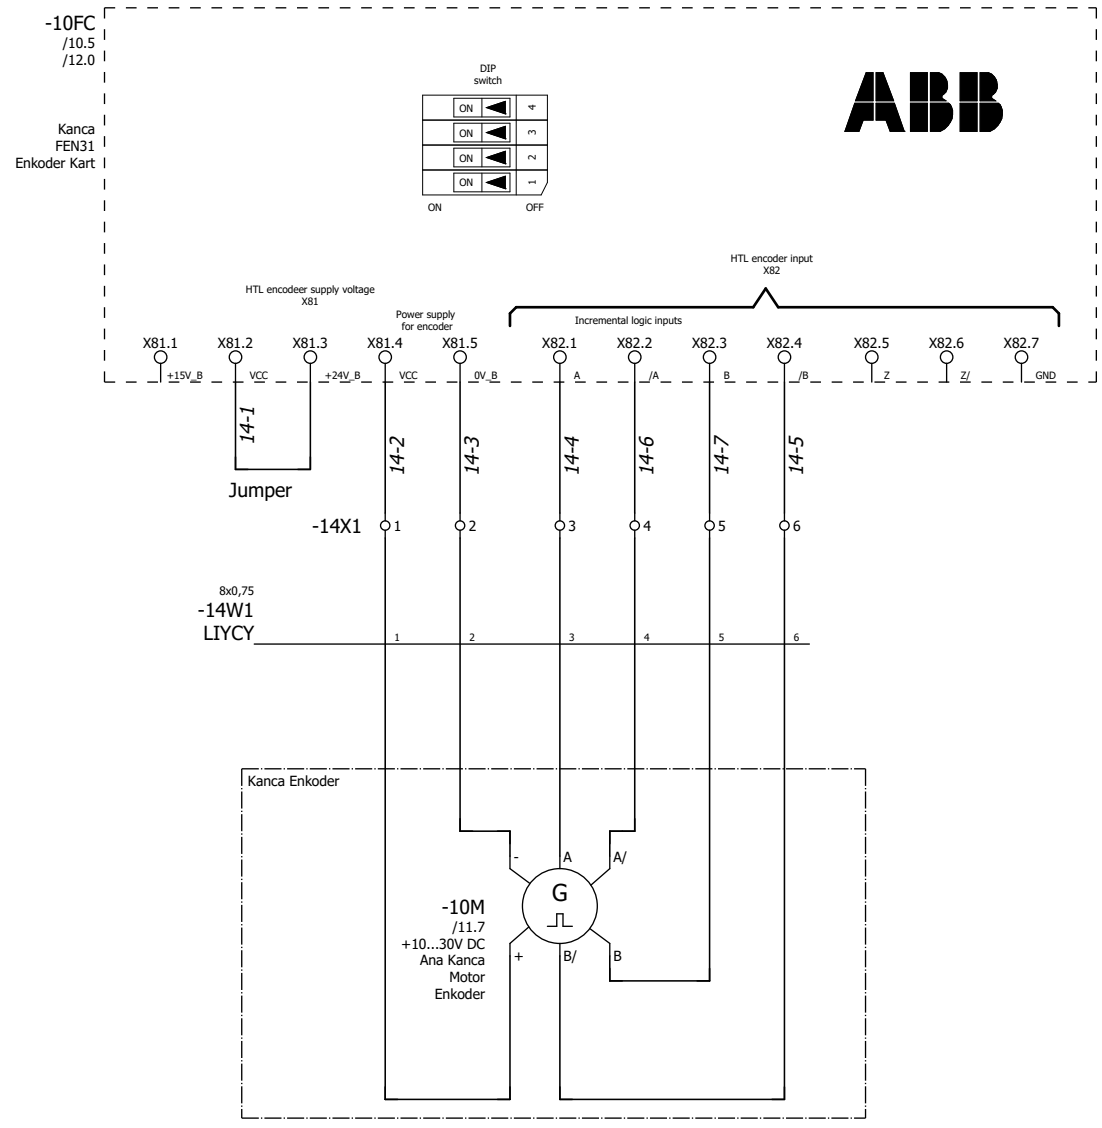 -10FC
/10.5
/12.0
Kanca
FEN31
Enkoder Kart
DIP
switch
ON 4
ON 3
ON 2
ON 1
ON OFF
ABB
HTL encoder input
X82
HTL encodeer supply voltage
X81
Power supply
for encoder
Incremental logic inputs
X81.1 X81.2 X81.3 X81.4 X81.5 X82.1 X82.2 X82.3 X82.4 X82.5 X82.6 X82.7
+15V_B VCC +24V_B VCC 0V_B A /A B /B Z Z/ GND
14-1 14-2 14-3 14-4 14-6 14-7 14-5
Jumper
-14X1 1 2 3 4 5 6
8x0,75
-14W1
LIYCY
1 2 3 4 5 6
Kanca Enkoder
- A A/
G
-10M
/11.7
+10...30V DC
Ana Kanca
Motor
Enkoder
+ B/ B